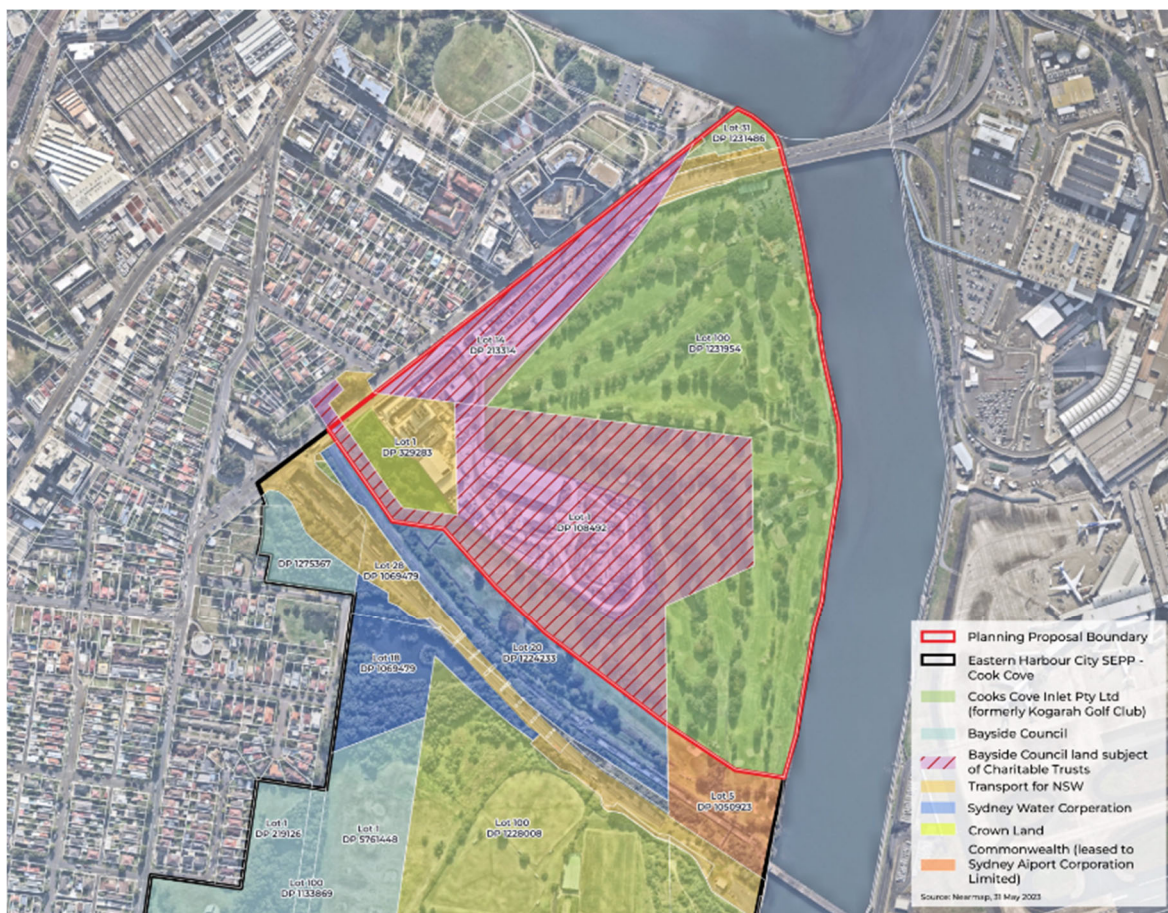 Lot 31
DP 1231486
Lot 14
DP 213314
Lot 100
DP 1231954
Lot 1
DP 329283
Lot 1
DP 108492
DP 1275367
Lot 28
DP 1069479
Lot 20
DP 1224233
Lot 18
DP 1069479
Lot 5
DP 1050923
Lot 1
DP 219126
Lot 1
DP 5761448
Lot 100
DP 1228008
Lot 100
DP 1133869
Planning Proposal Boundary
Eastern Harbour City SEPP -
Cook Cove
Cooks Cove Inlet Pty Ltd
(formerly Kogarah Golf Club)
Bayside Council
Bayside Council land subject
of Charitable Trusts
Transport for NSW
Sydney Water Corporation
Crown Land
Commonwealth (leased to
Sydney Aiport Corporation
Limited)
Source: Nearmap, 31 May 2023